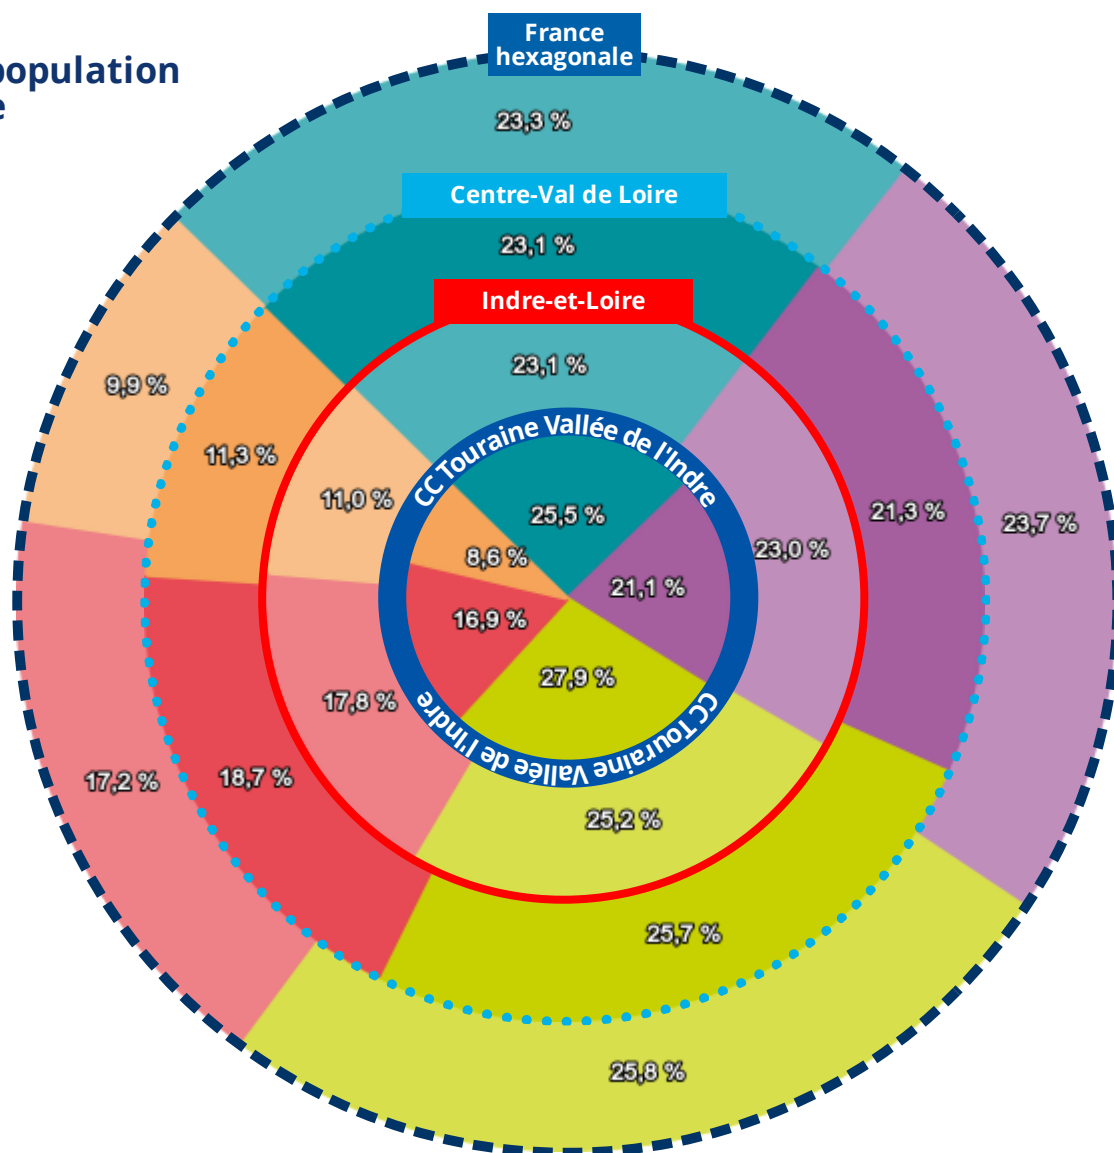 population
e
France
hexagonale
23,3 %
Centre-Val de Loire
23,1 %
Indre-et-Loire
23,1 %
9,9 %
11,3 %
11,0 %
CC Touraine Vallée de l'Indre
25,5 %
8,6 %
21,1 %
23,0 %
21,3 %
23,7 %
16,9 %
27,9 %
17,8 %
CC Touraine Vallée de l'Indre
17,2 %
18,7 %
25,2 %
25,7 %
25,8 %